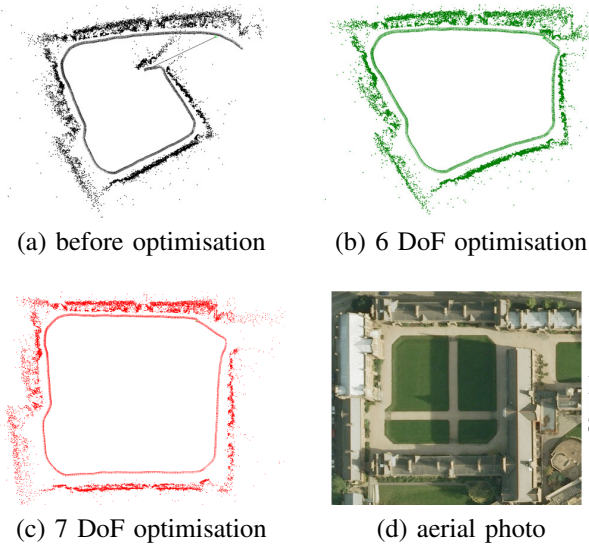 (a) before optimisation
(b) 6 DoF optimisation
(c) 7 DoF optimisation
(d) aerial photo